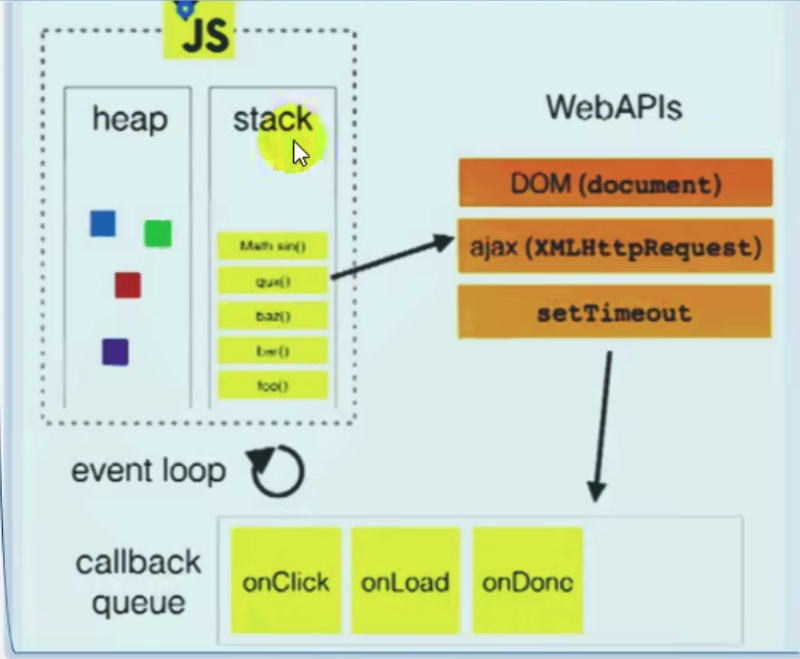 JS
heap
stack
Math sin()
qux()
baz()
bar()
foo()
WebAPIs
DOM (document)
ajax (XMLHttpRequest)
setTimeout
event loop
callback
queue
onClick
onLoad
onDone